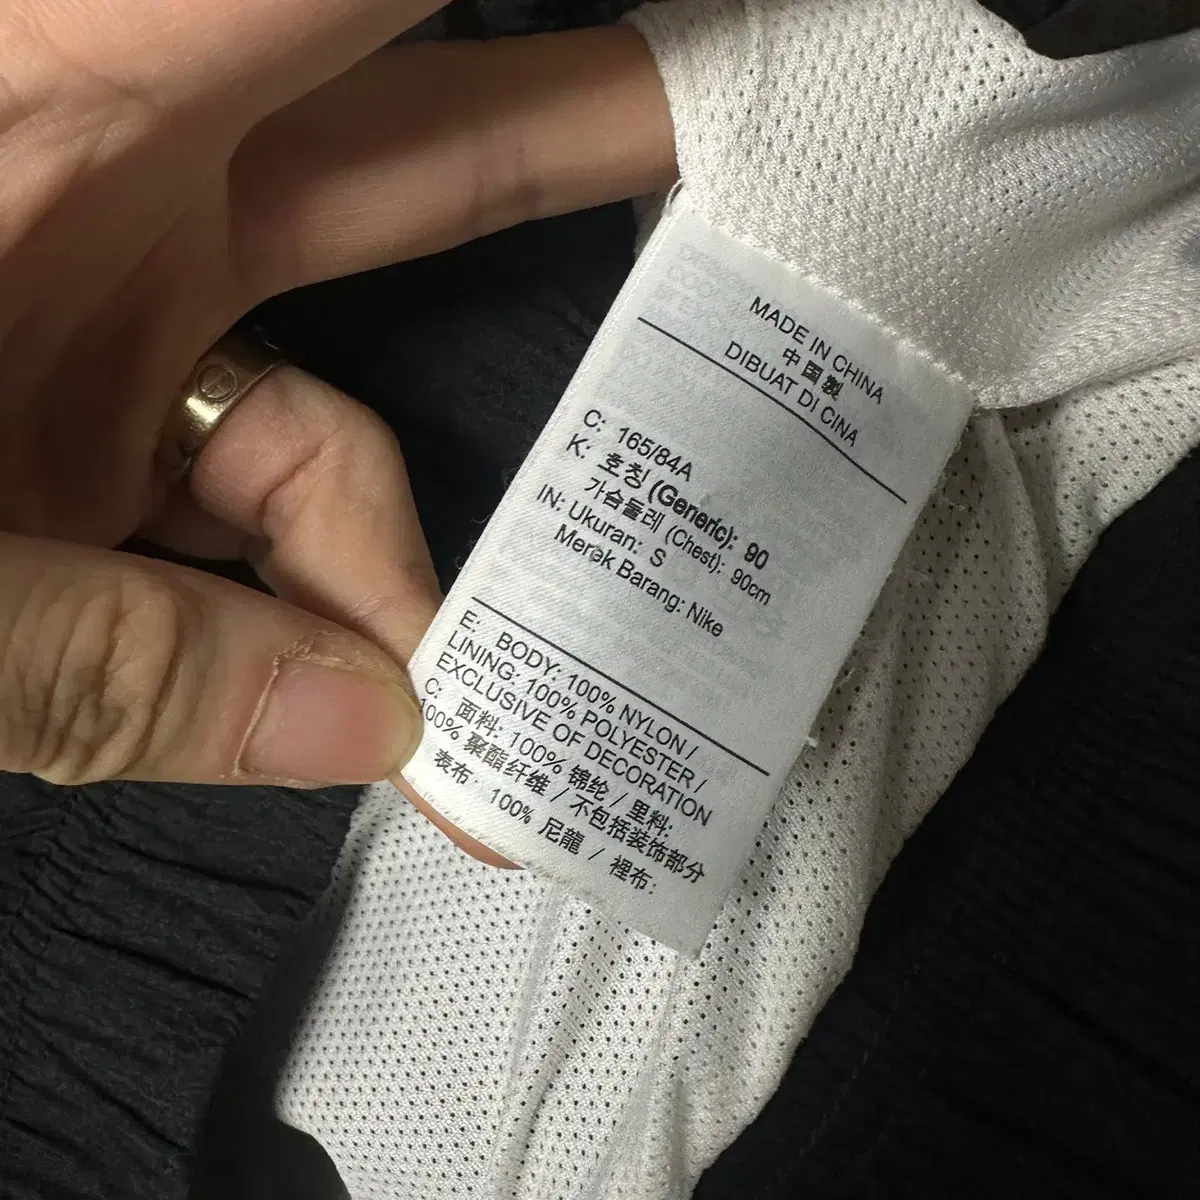 MADE IN CHINA
中国製
DIBUAT DI CINA
C: 165/84A
K: 호칭 (Generic): 90
가슴둘레 (Chest): 90cm
IN: Ukuran: S
Merek Barang: Nike
E: BODY: 100% NYLON /
LINING: 100% POLYESTER /
EXCLUSIVE OF DECORATION
C: 面料: 100% 锦纶 / 里料:
100% 聚酯纤维 / 不包括装饰部分
表布: 100% 尼龍 / 裡布: